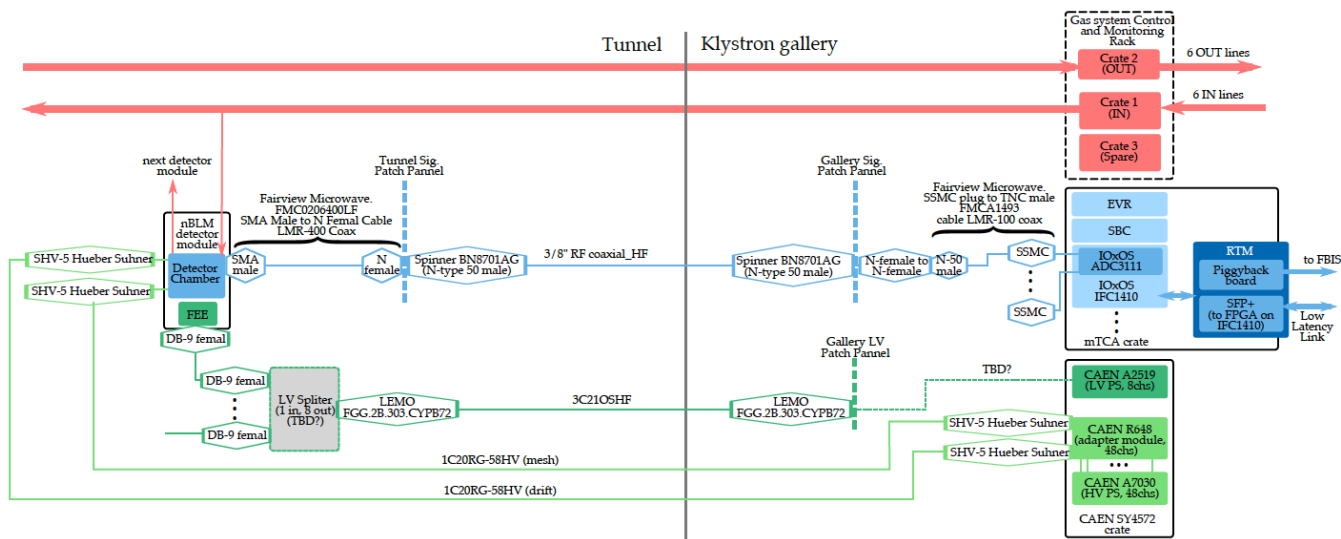 Tunnel
Klystron gallery
Gas system Control
and Monitoring
Rack
Crate 2
(OUT)
6 OUT lines
Crate 1
(IN)
6 IN lines
Crate 3
(Spare)
next detector
module
nBLM
detector
module
Detector
Chamber
FEE
SHV-5 Hueber Suhner
SHV-5 Hueber Suhner
Fairview Microwave.
FMC0206400LF
SMA Male to N Femal Cable
LMR-400 Coax
SMA
male
N
female
Tunnel Sig.
Patch Pannel
Spinner BN8701AG
(N-type 50 male)
3/8" RF coaxial_HF
Spinner BN8701AG
(N-type 50 male)
Gallery Sig.
Patch Pannel
N-female to
N-female
N-50
male
Fairview Microwave.
SSMC plug to TNC male
FMCA1493
cable LMR-100 coax
SSMC
SSMC
EVR
SBC
IOxOS
ADC3111
IOxOS
IFC1410
mTCA crate
RTM
Piggyback
board
SFP+
(to FPGA on
IFC1410)
to FBIS
Low
Latency
Link
DB-9 femal
DB-9 femal
DB-9 femal
LV Spliter
(1 in, 8 out)
(TBD?)
LEMO
FGG.2B.303.CYPB72
3C21OSHF
LEMO
FGG.2B.303.CYPB72
Gallery LV
Patch Pannel
TBD?
CAEN A2519
(LV PS, 8chs)
SHV-5 Hueber Suhner
SHV-5 Hueber Suhner
CAEN R648
(adapter module,
48chs)
CAEN A7030
(HV PS, 48chs)
CAEN SY4572
crate
1C20RG-58HV (mesh)
1C20RG-58HV (drift)